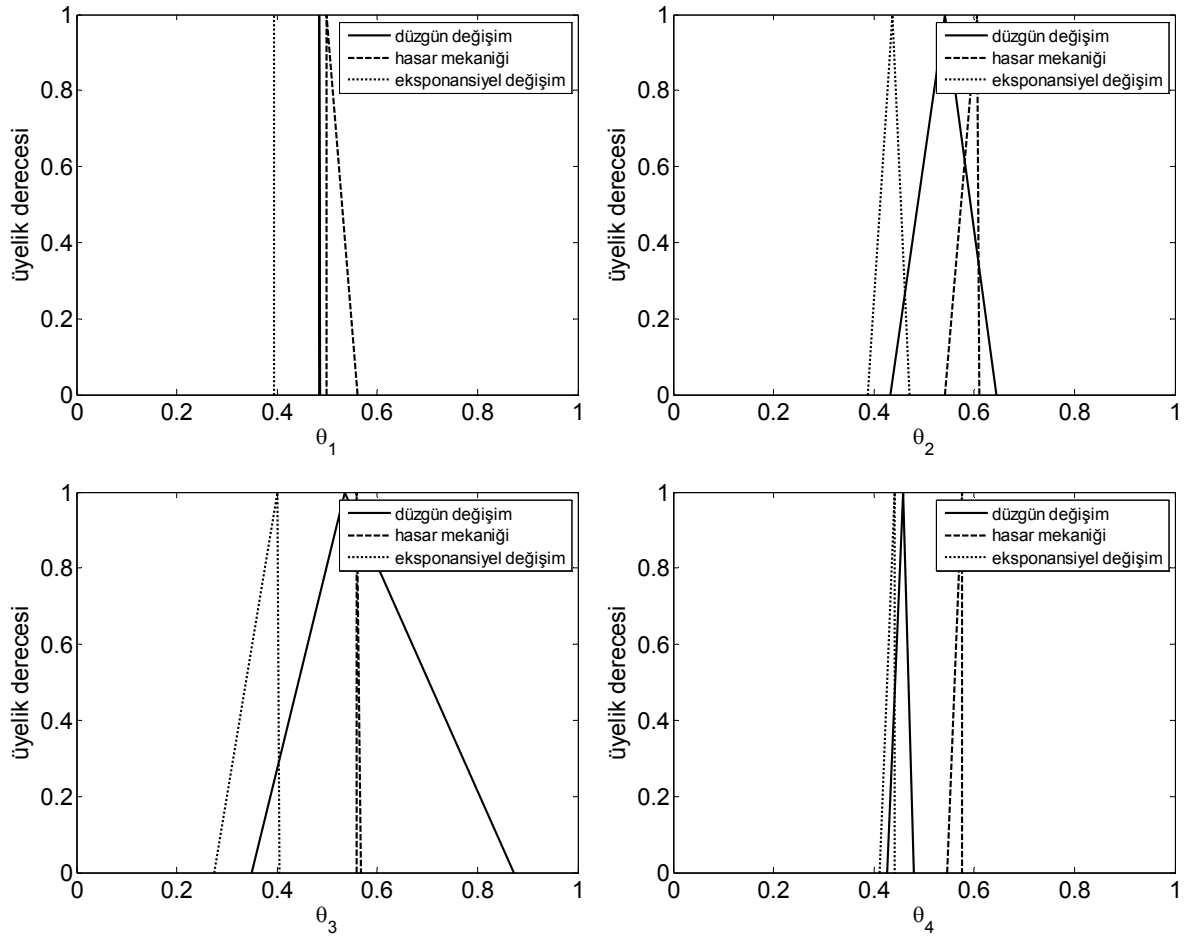 1
0.8
0.6
0.4
0.2
0
üyelik derecesi
düzgün değişim
hasar mekaniği
eksponansiyel değişim
0 0.2 0.4 0.6 0.8 1
θ1
1
0.8
0.6
0.4
0.2
0
üyelik derecesi
düzgün değişim
hasar mekaniği
eksponansiyel değişim
0 0.2 0.4 0.6 0.8 1
θ2
1
0.8
0.6
0.4
0.2
0
üyelik derecesi
düzgün değişim
hasar mekaniği
eksponansiyel değişim
0 0.2 0.4 0.6 0.8 1
θ3
1
0.8
0.6
0.4
0.2
0
üyelik derecesi
düzgün değişim
hasar mekaniği
eksponansiyel değişim
0 0.2 0.4 0.6 0.8 1
θ4